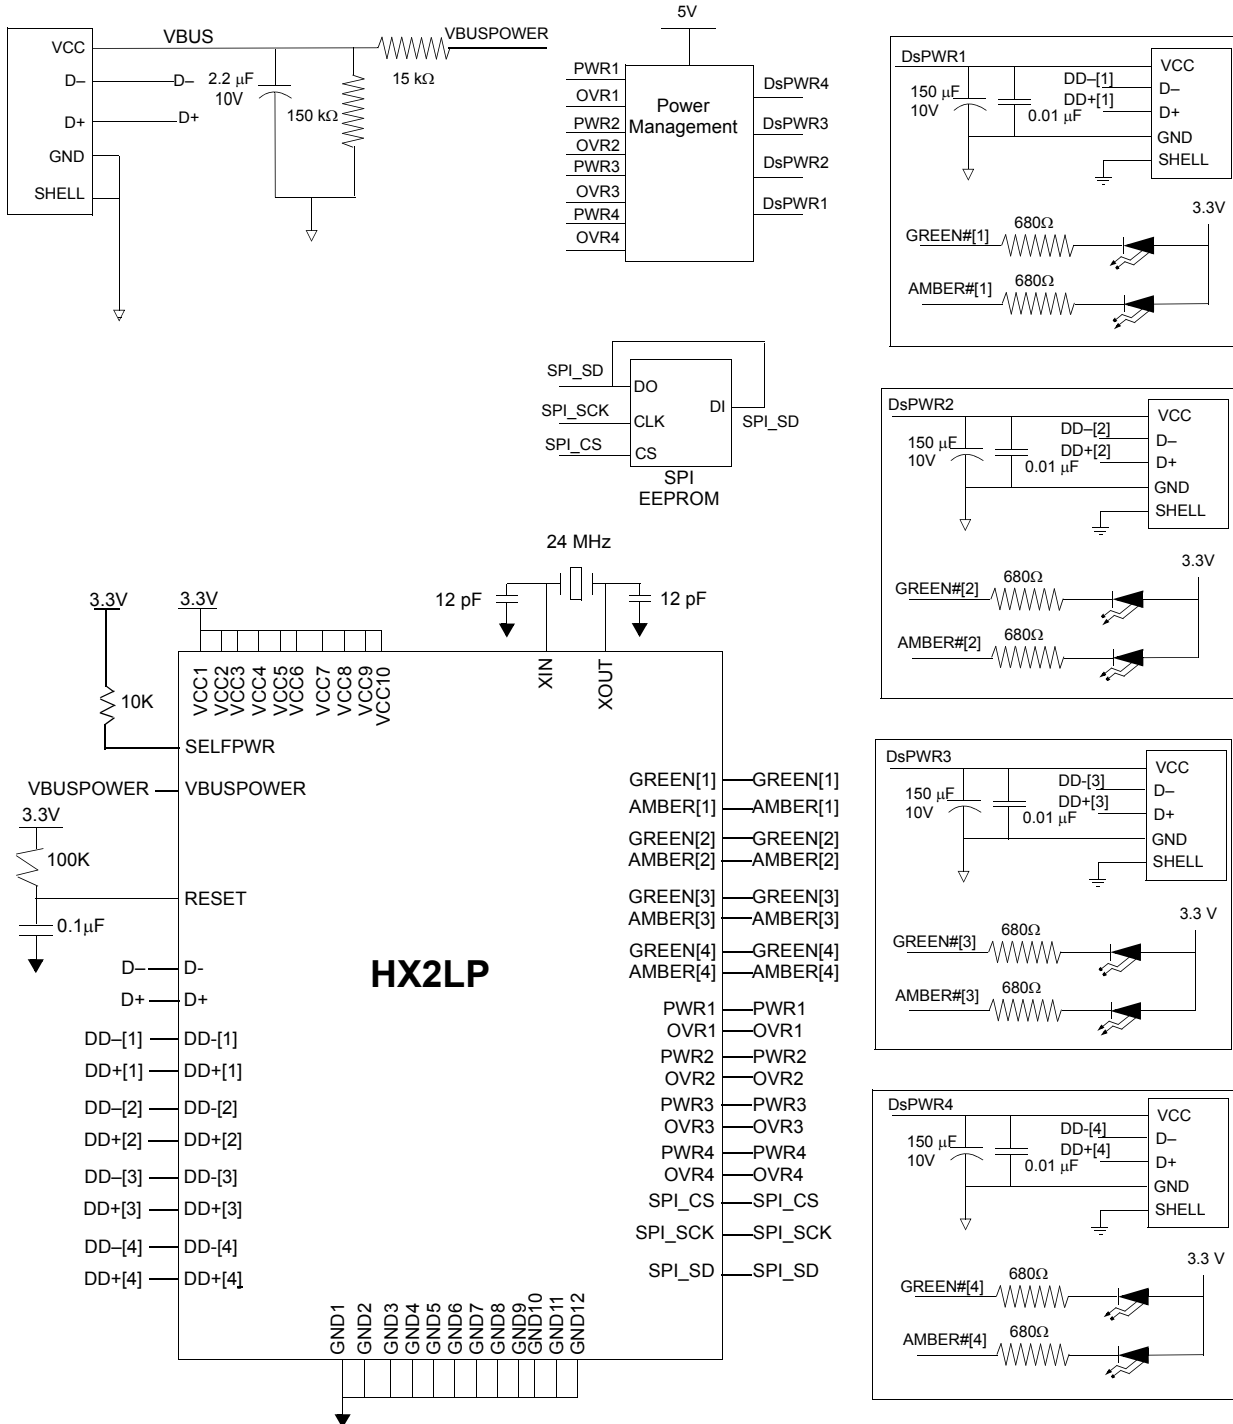 VCC
VBUS
VBUSPOWER
D–
D–
D+
D+
GND
SHELL
2.2 µF
10V
150 kΩ
15 kΩ
5V
PWR1
OVR1
PWR2
OVR2
PWR3
OVR3
PWR4
OVR4
Power
Management
DsPWR4
DsPWR3
DsPWR2
DsPWR1
SPI_SD
SPI_SCK
SPI_CS
DO
CLK
CS
DI
SPI_SD
SPI
EEPROM
DsPWR1
150 µF
10V
0.01 µF
DD–[1]
DD+[1]
VCC
D–
D+
GND
SHELL
3.3V
GREEN#[1]
680Ω
AMBER#[1]
680Ω
DsPWR2
150 µF
10V
0.01 µF
DD–[2]
DD+[2]
VCC
D–
D+
GND
SHELL
3.3V
GREEN#[2]
680Ω
AMBER#[2]
680Ω
DsPWR3
150 µF
10V
0.01 µF
DD-[3]
DD+[3]
VCC
D–
D+
GND
SHELL
3.3 V
GREEN#[3]
680Ω
AMBER#[3]
680Ω
DsPWR4
150 µF
10V
0.01 µF
DD-[4]
DD+[4]
VCC
D–
D+
GND
SHELL
3.3 V
GREEN#[4]
680Ω
AMBER#[4]
680Ω
24 MHz
12 pF
12 pF
XIN
XOUT
3.3V
3.3V
10K
VCC1
VCC2
VCC3
VCC4
VCC5
VCC6
VCC7
VCC8
VCC9
VCC10
SELFPWR
VBUSPOWER
VBUSPOWER
3.3V
100K
RESET
0.1µF
HX2LP
D–
D-
D+
D+
DD–[1]
DD-[1]
DD+[1]
DD+[1]
DD–[2]
DD-[2]
DD+[2]
DD+[2]
DD–[3]
DD-[3]
DD+[3]
DD+[3]
DD–[4]
DD-[4]
DD+[4]
DD+[4]
GREEN[1]
GREEN[1]
AMBER[1]
AMBER[1]
GREEN[2]
GREEN[2]
AMBER[2]
AMBER[2]
GREEN[3]
GREEN[3]
AMBER[3]
AMBER[3]
GREEN[4]
GREEN[4]
AMBER[4]
AMBER[4]
PWR1
PWR1
OVR1
OVR1
PWR2
PWR2
OVR2
OVR2
PWR3
PWR3
OVR3
OVR3
PWR4
PWR4
OVR4
OVR4
SPI_CS
SPI_CS
SPI_SCK
SPI_SCK
SPI_SD
SPI_SD
GND1
GND2
GND3
GND4
GND5
GND6
GND7
GND8
GND9
GND10
GND11
GND12